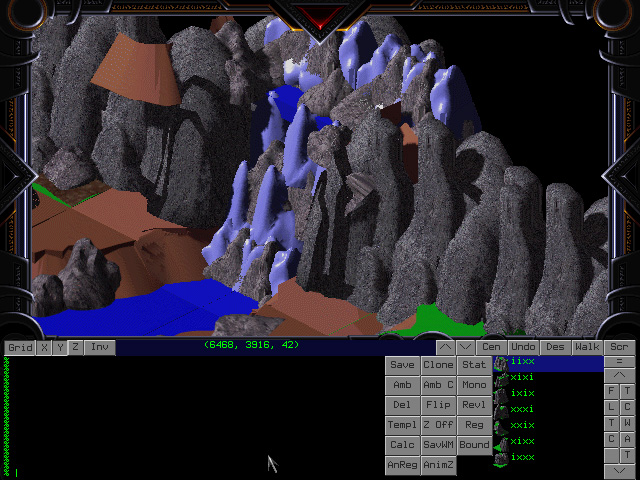 Grid X Y Z Inv (6468, 3916, 42) Cen Undo Des Walk Scr
Save Clone Stat iixx =
Amb Amb C Mono xixi
Del Flip Revl ixix F T
Templ Z Off Reg xxxi L C
Calc SavWM Bound xxix T W
AnReg AnimZ xixx C A
ixxx T